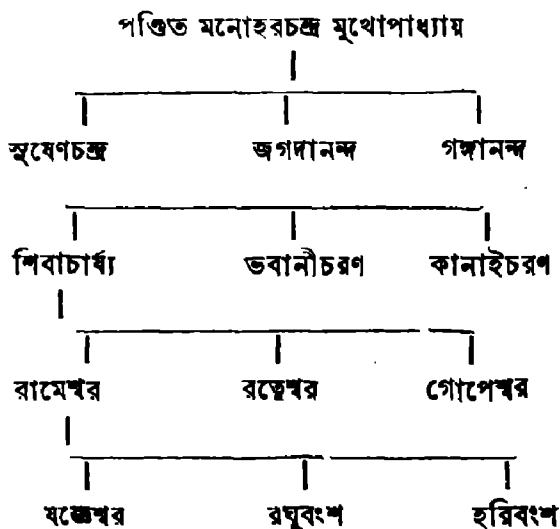 পণ্ডিত মনোহরচন্দ্র মুখোপাধ্যায়
সুষেণচন্দ্র জগদানন্দ গঙ্গানন্দ
শিবাচার্য্য ভবানীচরণ কানাইচরণ
রামেশ্বর রত্নেশ্বর গোপেশ্বর
যজ্ঞেশ্বর রঘুবংশ হরিবংশ